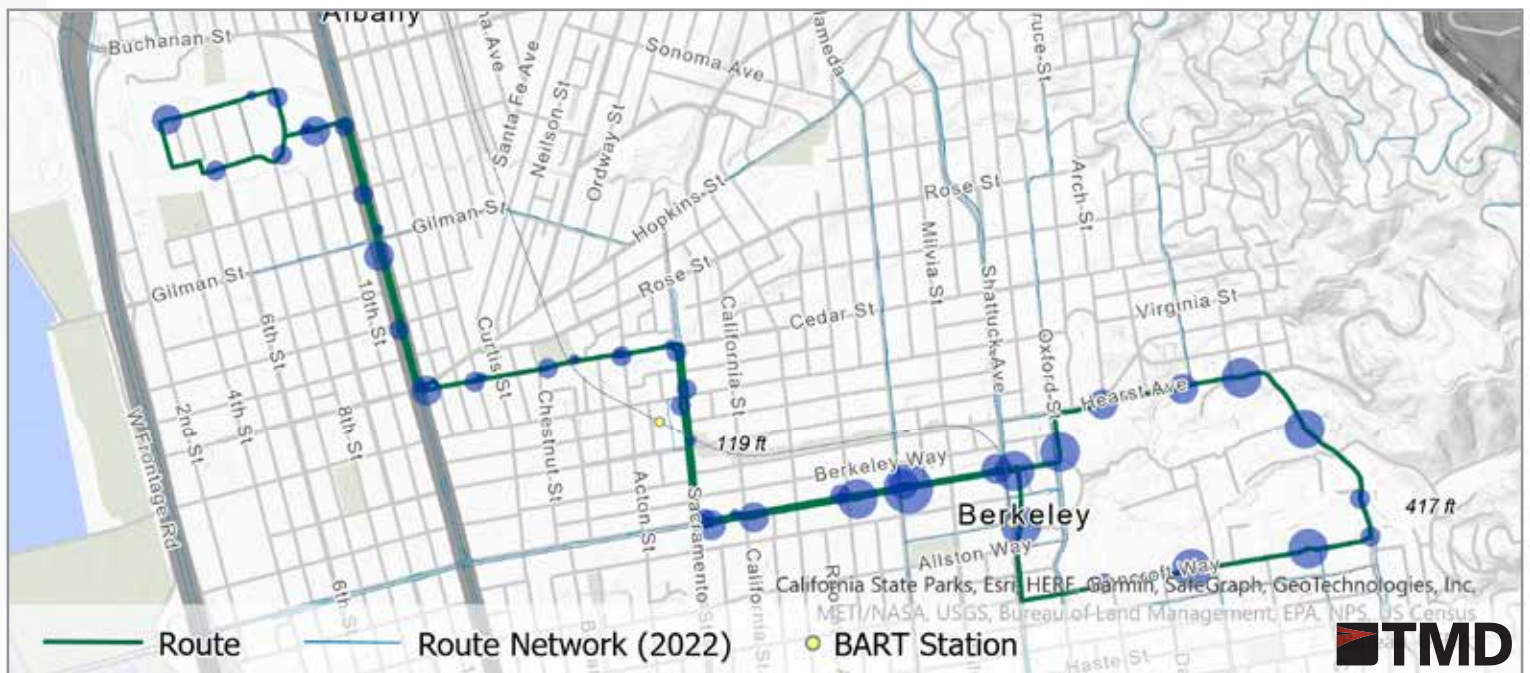 Albany
Buchanan St
Santa Fe Ave
Neilson St
Ordway St
Sonoma Ave
Hopkins St
Rose St
Arch St
Gilman St
Gilman St
Rose St
Milvia St
Shattuck Ave
Virginia St
10th St
6th St
Curtis St
California St
Cedar St
Oxford St
Hearst Ave
W Frontage Rd
2nd St
4th St
8th St
Chestnut St
Acton St
Sacramento St
119 ft
Berkeley Way
Berkeley
417 ft
Allston Way
Bancroft Way
California St
6th St
California State Parks, Esri, HERE, Garmin, SafeGraph, GeoTechnologies, Inc,
METI/NASA, USGS, Bureau of Land Management, EPA, NPS, US Census
Route
Route Network (2022)
BART Station
Haste St
TMD